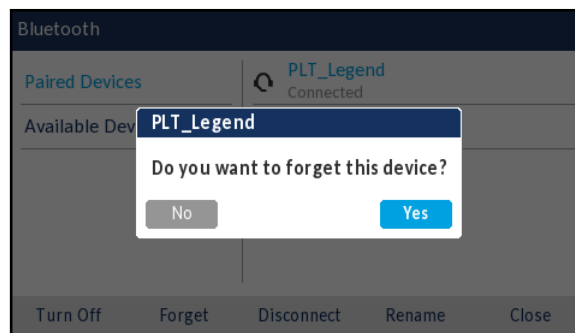 Bluetooth
Paired Devices
PLT_Legend
Connected
Available Dev
PLT_Legend
Do you want to forget this device?
No
Yes
Turn Off
Forget
Disconnect
Rename
Close